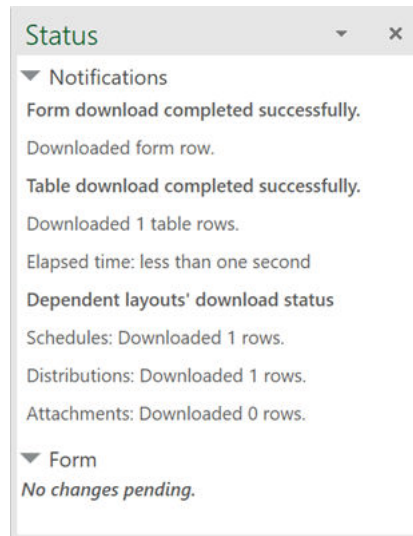 Status
Notifications
Form download completed successfully.
Downloaded form row.
Table download completed successfully.
Downloaded 1 table rows.
Elapsed time: less than one second
Dependent layouts' download status
Schedules: Downloaded 1 rows.
Distributions: Downloaded 1 rows.
Attachments: Downloaded 0 rows.
Form
No changes pending.